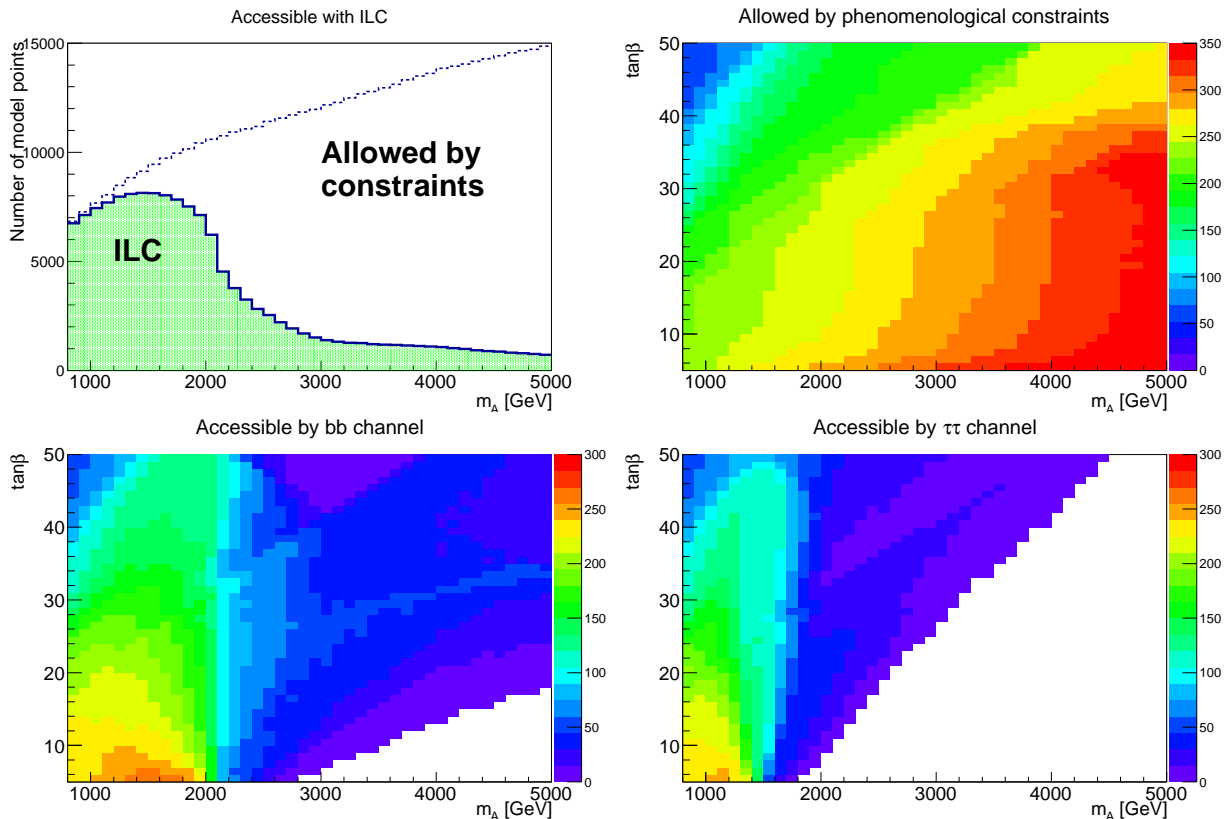 Accessible with ILC
Number of model points
15000
10000
5000
0
Allowed by
constraints
ILC
1000 2000 3000 4000 5000
m_A [GeV]
Allowed by phenomenological constraints
tanβ
50
40
30
20
10
350
300
250
200
150
100
50
0
1000 2000 3000 4000 5000
m_A [GeV]
Accessible by bb channel
tanβ
50
40
30
20
10
300
250
200
150
100
50
0
1000 2000 3000 4000 5000
m_A [GeV]
Accessible by ττ channel
tanβ
50
40
30
20
10
300
250
200
150
100
50
0
1000 2000 3000 4000 5000
m_A [GeV]